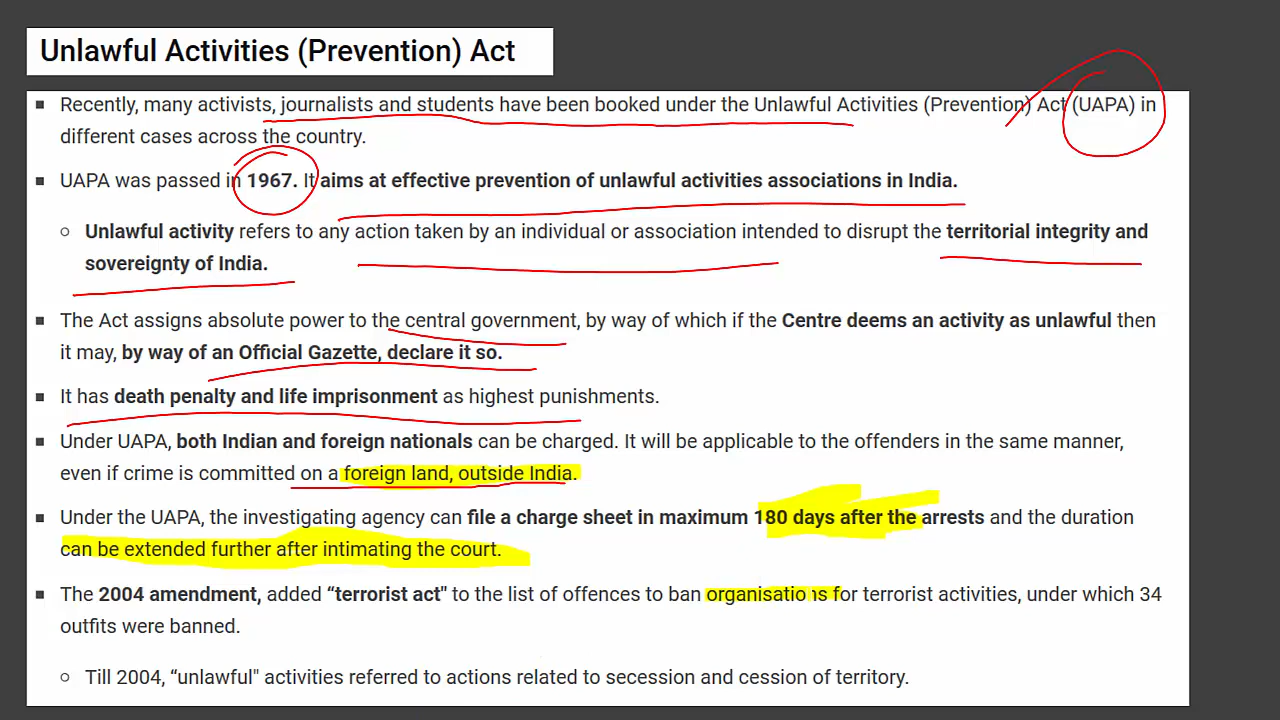 Unlawful Activities (Prevention) Act
▪ Recently, many activists, journalists and students have been booked under the Unlawful Activities (Prevention) Act (UAPA) in
different cases across the country.
▪ UAPA was passed in 1967. It aims at effective prevention of unlawful activities associations in India.
○ Unlawful activity refers to any action taken by an individual or association intended to disrupt the territorial integrity and
sovereignty of India.
▪ The Act assigns absolute power to the central government, by way of which if the Centre deems an activity as unlawful then
it may, by way of an Official Gazette, declare it so.
▪ It has death penalty and life imprisonment as highest punishments.
▪ Under UAPA, both Indian and foreign nationals can be charged. It will be applicable to the offenders in the same manner,
even if crime is committed on a foreign land, outside India.
▪ Under the UAPA, the investigating agency can file a charge sheet in maximum 180 days after the arrests and the duration
can be extended further after intimating the court.
▪ The 2004 amendment, added “terrorist act" to the list of offences to ban organisations for terrorist activities, under which 34
outfits were banned.
○ Till 2004, “unlawful" activities referred to actions related to secession and cession of territory.